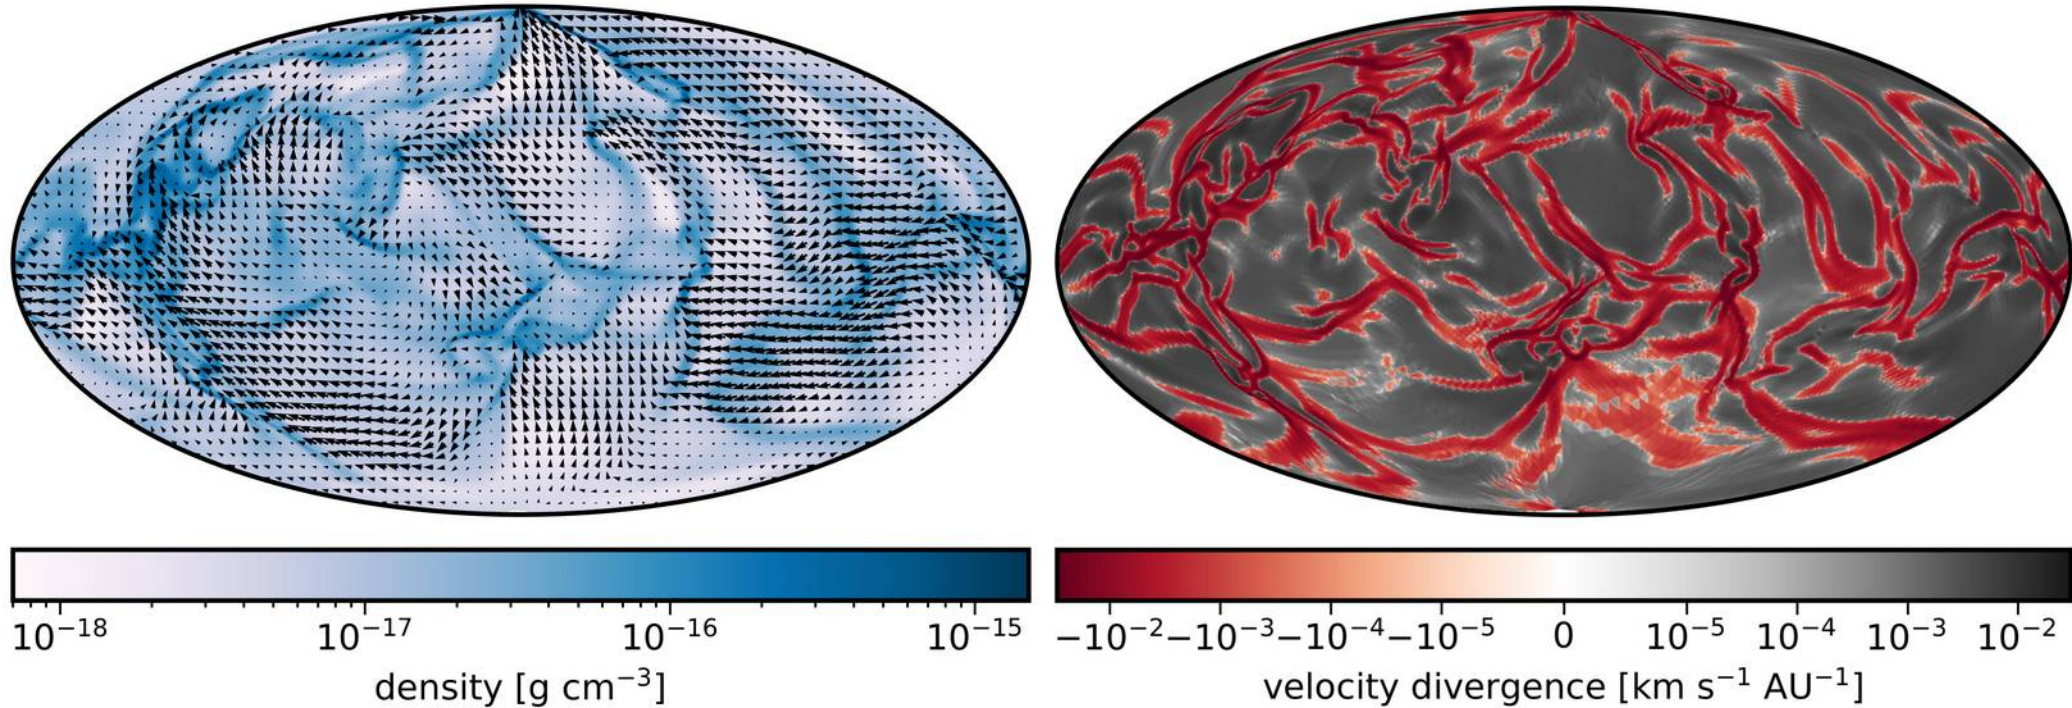 10⁻¹⁸ 10⁻¹⁷ 10⁻¹⁶ 10⁻¹⁵
density [g cm⁻³]
−10⁻² −10⁻³ −10⁻⁴ −10⁻⁵ 0 10⁻⁵ 10⁻⁴ 10⁻³ 10⁻²
velocity divergence [km s⁻¹ AU⁻¹]